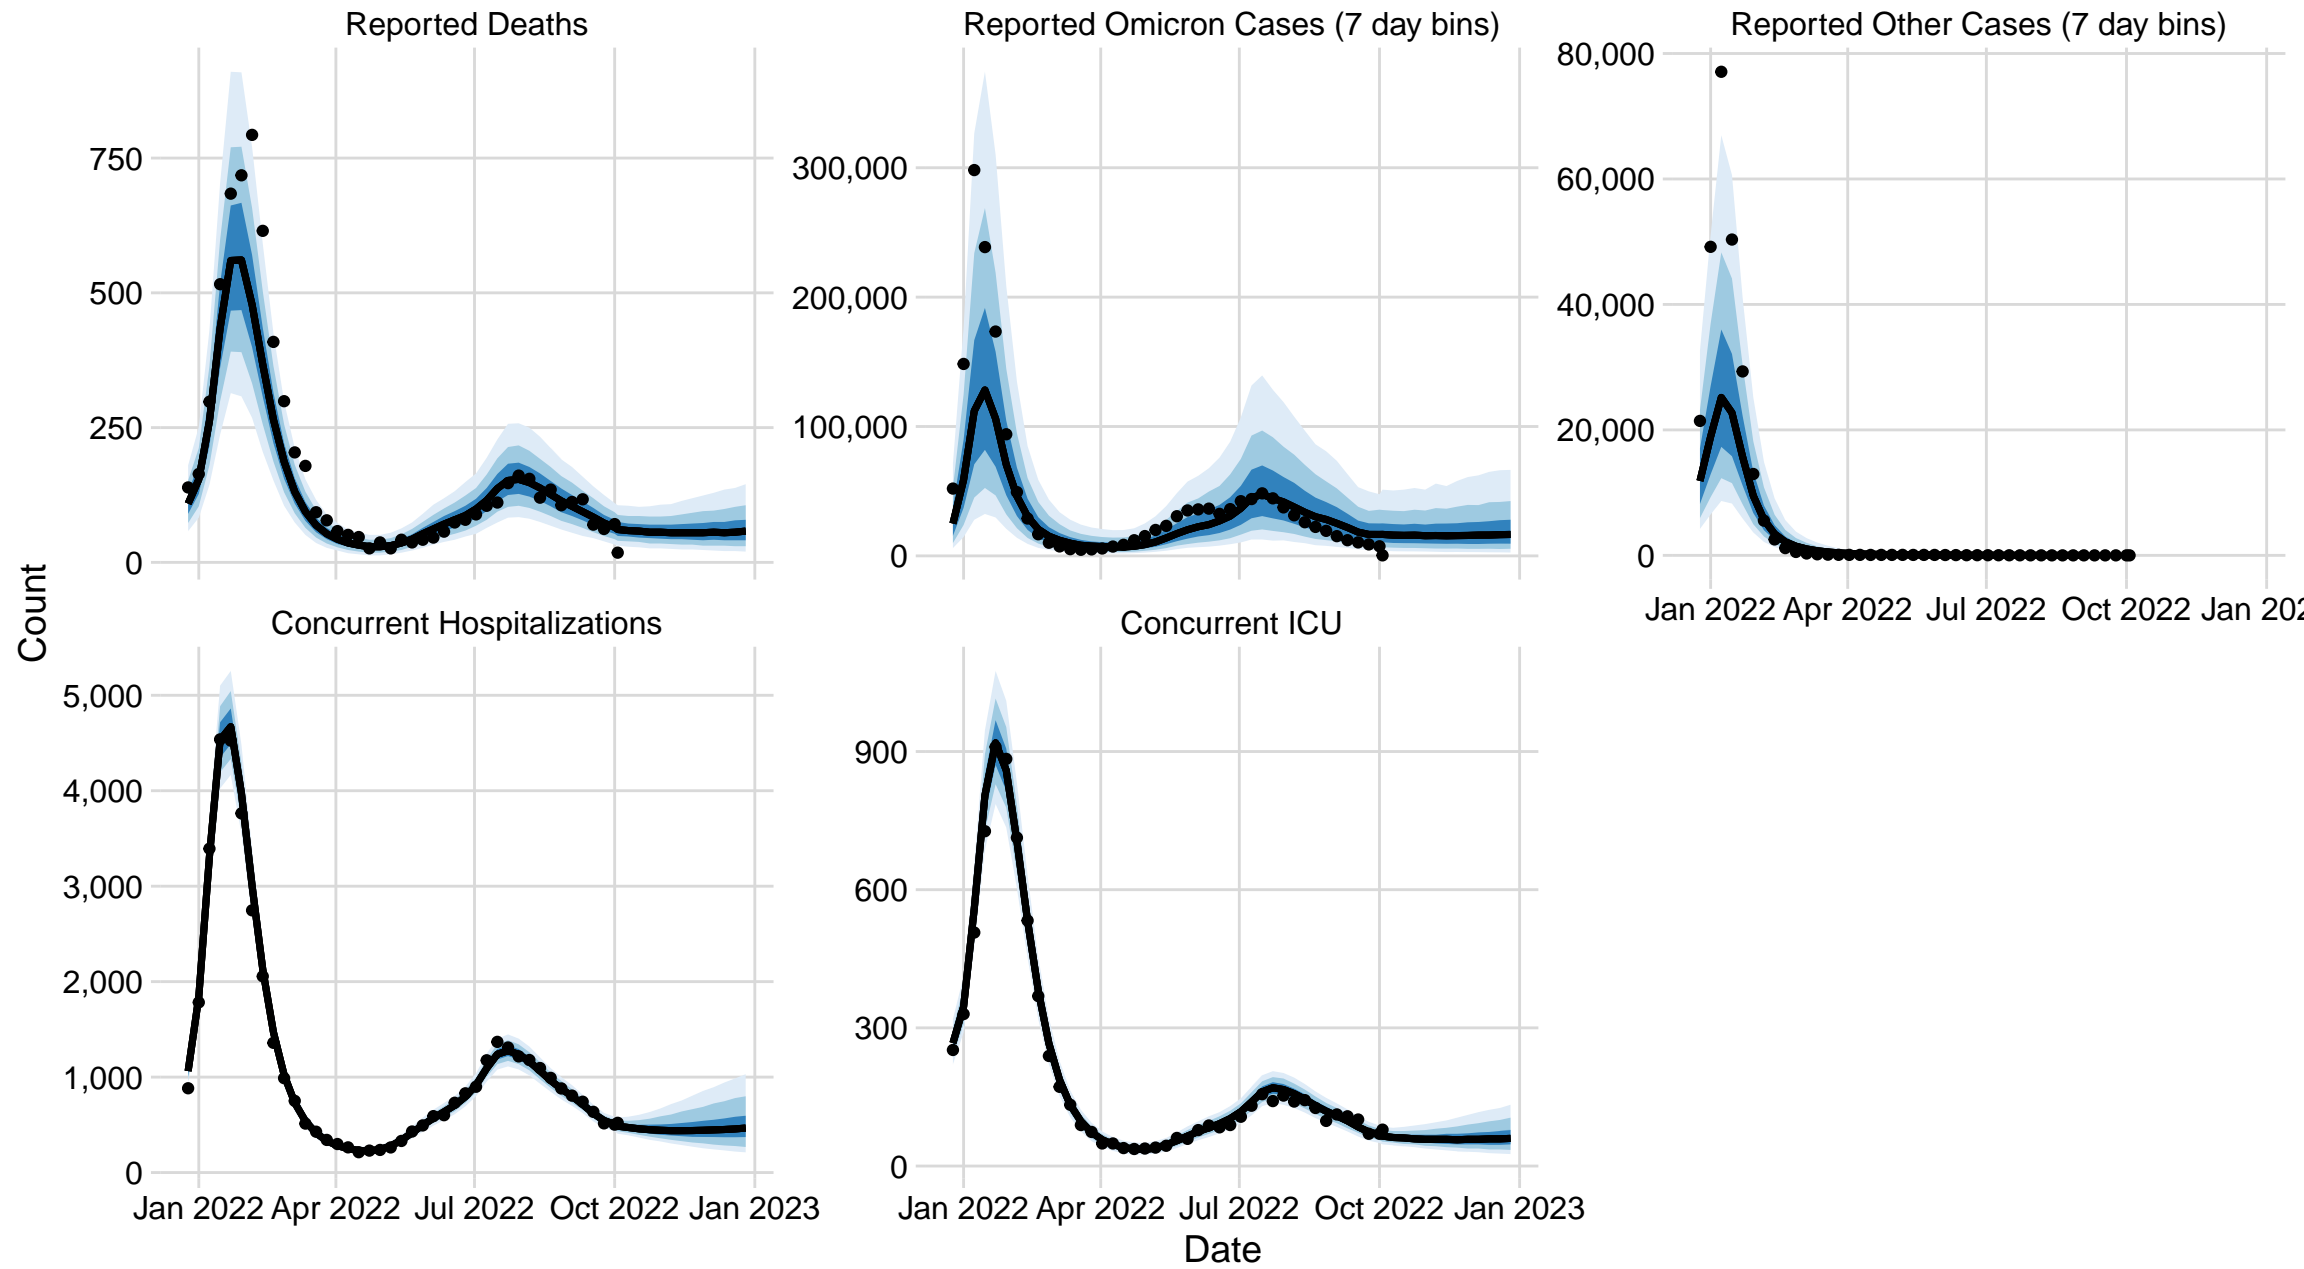 Reported Deaths
Reported Omicron Cases (7 day bins)
Reported Other Cases (7 day bins)
Count
750
500
250
0
300,000
200,000
100,000
0
80,000
60,000
40,000
20,000
0
Jan 2022 Apr 2022 Jul 2022 Oct 2022 Jan 202
Concurrent Hospitalizations
Concurrent ICU
5,000
4,000
3,000
2,000
1,000
0
900
600
300
0
Jan 2022 Apr 2022 Jul 2022 Oct 2022 Jan 2023
Jan 2022 Apr 2022 Jul 2022 Oct 2022 Jan 2023
Date